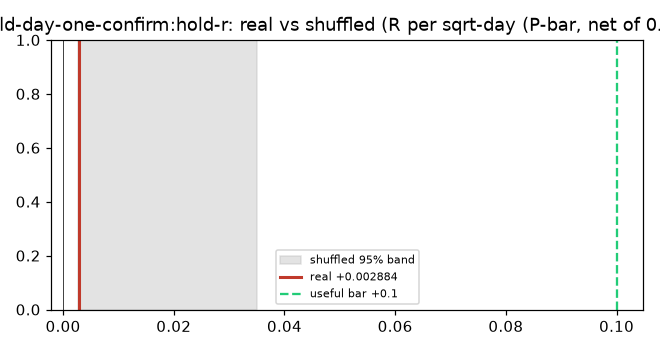 ld-day-one-confirm:hold-r: real vs shuffled (R per sqrt-day (P-bar, net of 0.
1.0
0.8
0.6
0.4
0.2
0.0
shuffled 95% band
real +0.002884
useful bar +0.1
0.00 0.02 0.04 0.06 0.08 0.10